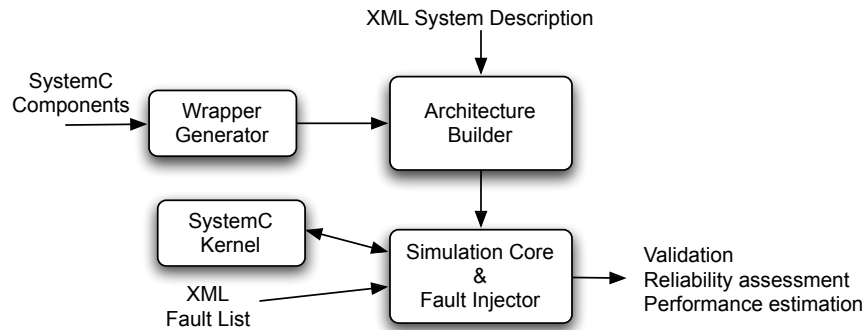 XML System Description
SystemC
Components
Wrapper
Generator
Architecture
Builder
SystemC
Kernel
Simulation Core
&
Fault Injector
XML
Fault List
Validation
Reliability assessment
Performance estimation